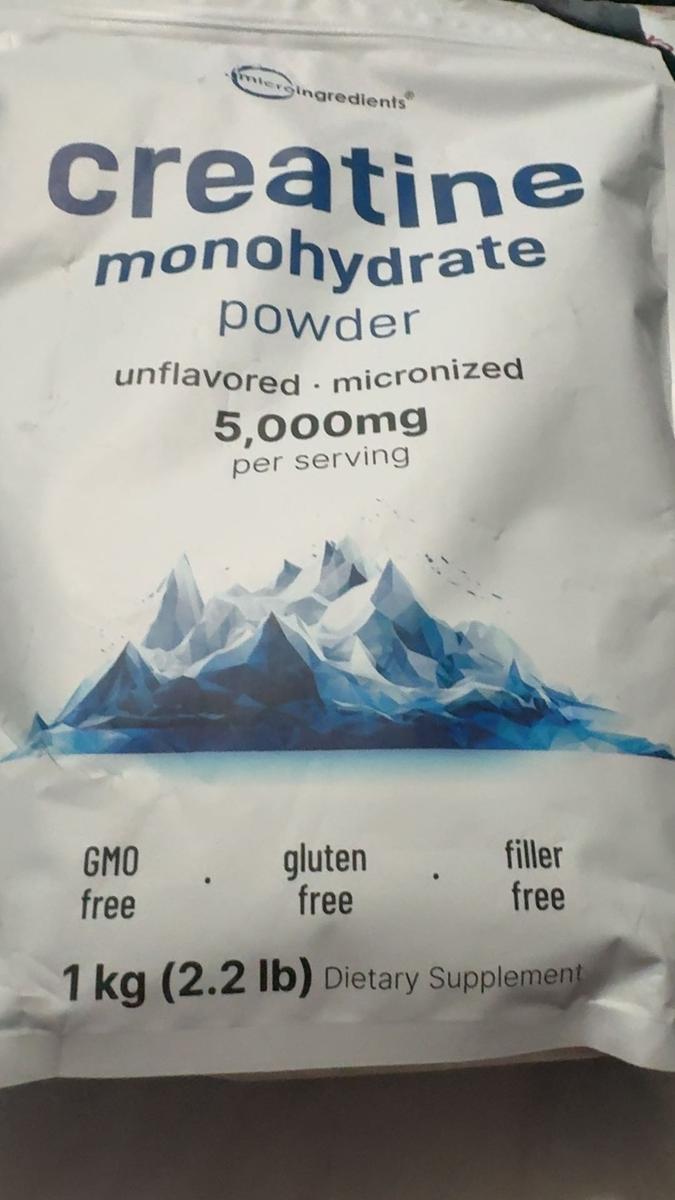 microingredients®
creatine
monohydrate
powder
unflavored · micronized
5,000mg
per serving
GMO free · gluten free · filler free
1 kg (2.2 lb) Dietary Supplement